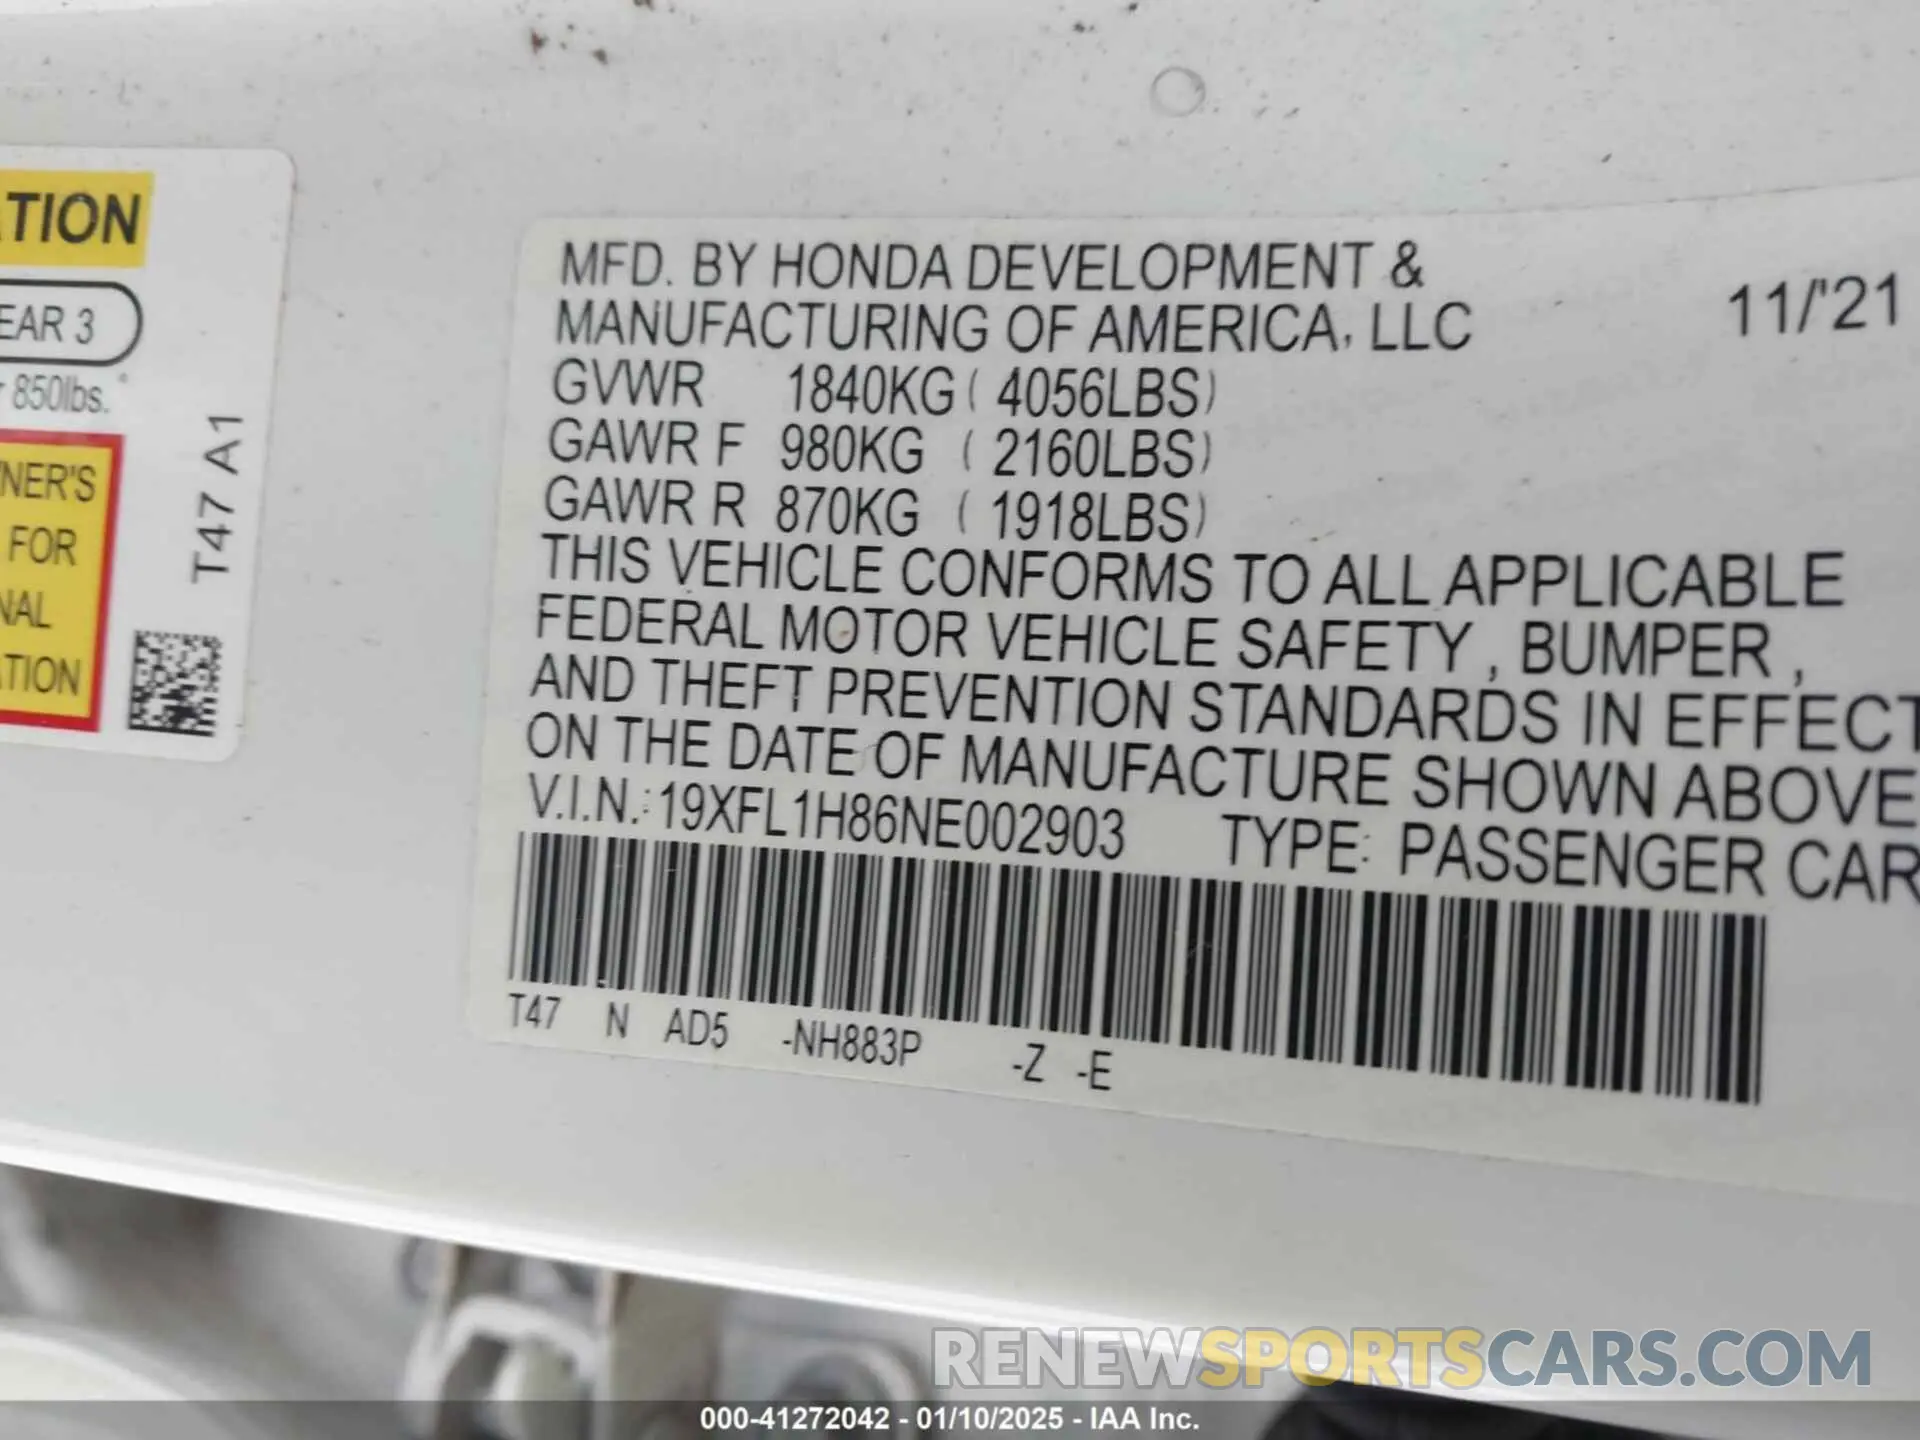 ATION
EAR 3
850lbs.
NER'S
FOR
NAL
ATION
T47 A1
MFD. BY HONDA DEVELOPMENT &
MANUFACTURING OF AMERICA, LLC 11/'21
GVWR 1840KG ( 4056LBS)
GAWR F 980KG ( 2160LBS)
GAWR R 870KG ( 1918LBS)
THIS VEHICLE CONFORMS TO ALL APPLICABLE
FEDERAL MOTOR VEHICLE SAFETY , BUMPER ,
AND THEFT PREVENTION STANDARDS IN EFFECT
ON THE DATE OF MANUFACTURE SHOWN ABOVE
V.I.N.: 19XFL1H86NE002903 TYPE: PASSENGER CAR
T47 N AD5 -NH883P -Z -E
RENEWSPORTSCARS.COM
000-41272042 - 01/10/2025 - IAA Inc.